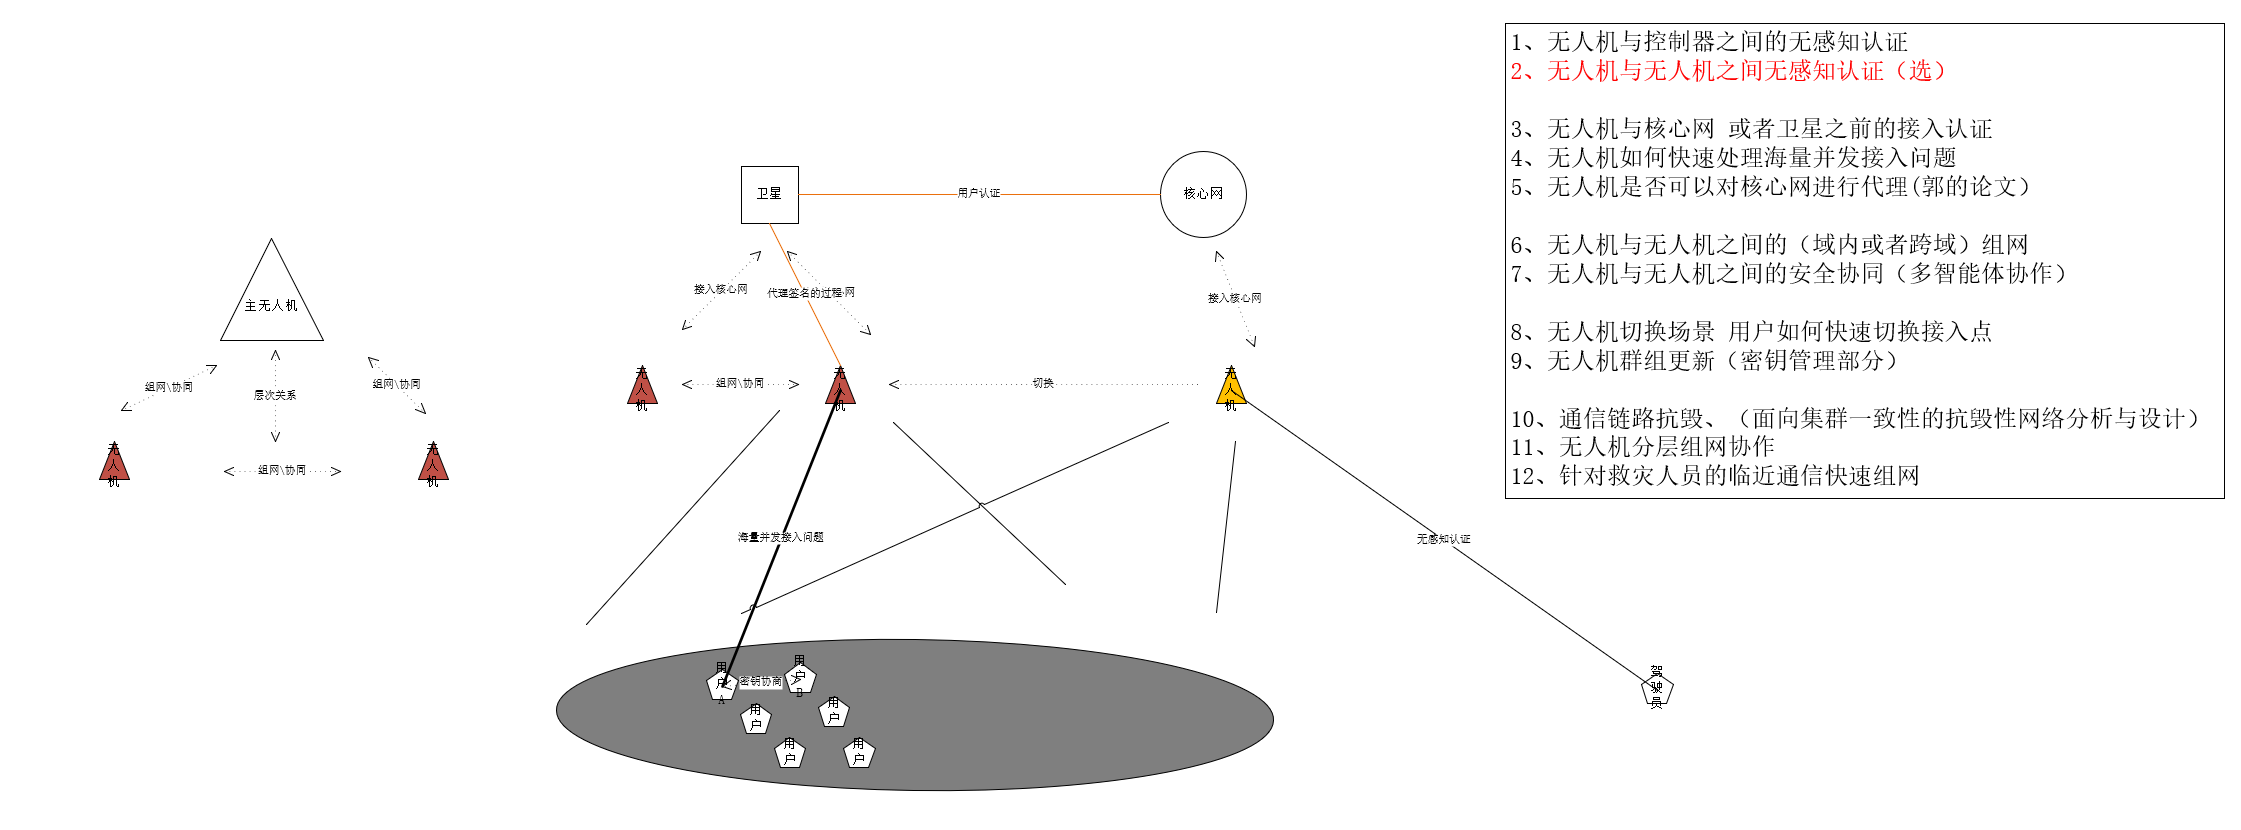 1、无人机与控制器之间的无感知认证
2、无人机与无人机之间无感知认证（选）
3、无人机与核心网 或者卫星之前的接入认证
4、无人机如何快速处理海量并发接入问题
5、无人机是否可以对核心网进行代理(郭的论文）
6、无人机与无人机之间的（域内或者跨域）组网
7、无人机与无人机之间的安全协同（多智能体协作）
8、无人机切换场景 用户如何快速切换接入点
9、无人机群组更新（密钥管理部分）
10、通信链路抗毁、（面向集群一致性的抗毁性网络分析与设计）
11、无人机分层组网协作
12、针对救灾人员的临近通信快速组网
卫星
用户认证
核心网
主无人机
接入核心网
代理签名的过程
网
接入核心网
组网\协同
层次关系
组网\协同
无人机
组网\协同
无人机
切换
无人机
无人机
组网\协同
无人机
海量并发接入问题
无感知认证
用户A
密钥协商
用户B
用户
用户
用户
用户
驾驶员